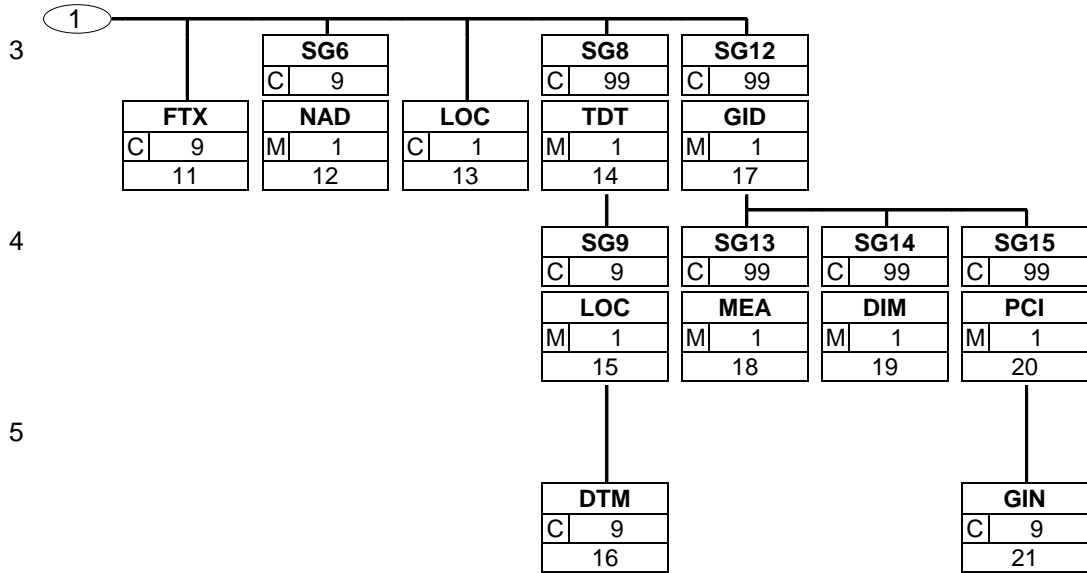 1
3 SG6 SG8 SG12
C 9 C 99 C 99
FTX NAD LOC TDT GID
C 9 M 1 C 1 M 1 M 1
11 12 13 14 17
4 SG9 SG13 SG14 SG15
C 9 C 99 C 99 C 99
LOC MEA DIM PCI
M 1 M 1 M 1 M 1
15 18 19 20
5
DTM GIN
C 9 C 9
16 21